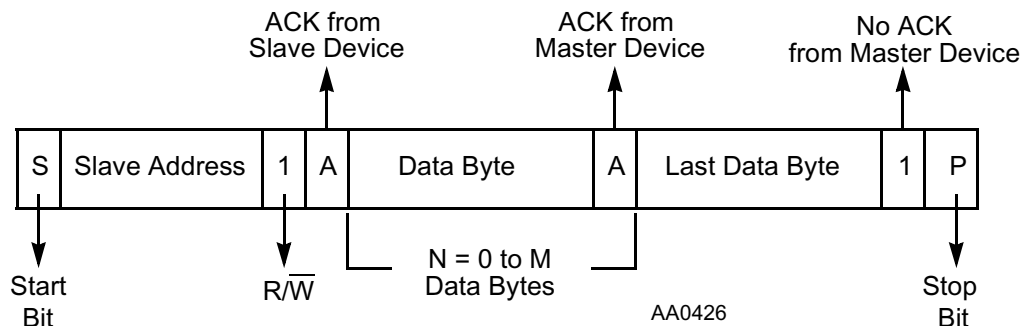 ACK from
Slave Device
ACK from
Master Device
No ACK
from Master Device
S
Slave Address
1
A
Data Byte
A
Last Data Byte
1
P
Start
Bit
R/W̅
N = 0 to M
Data Bytes
AA0426
Stop
Bit